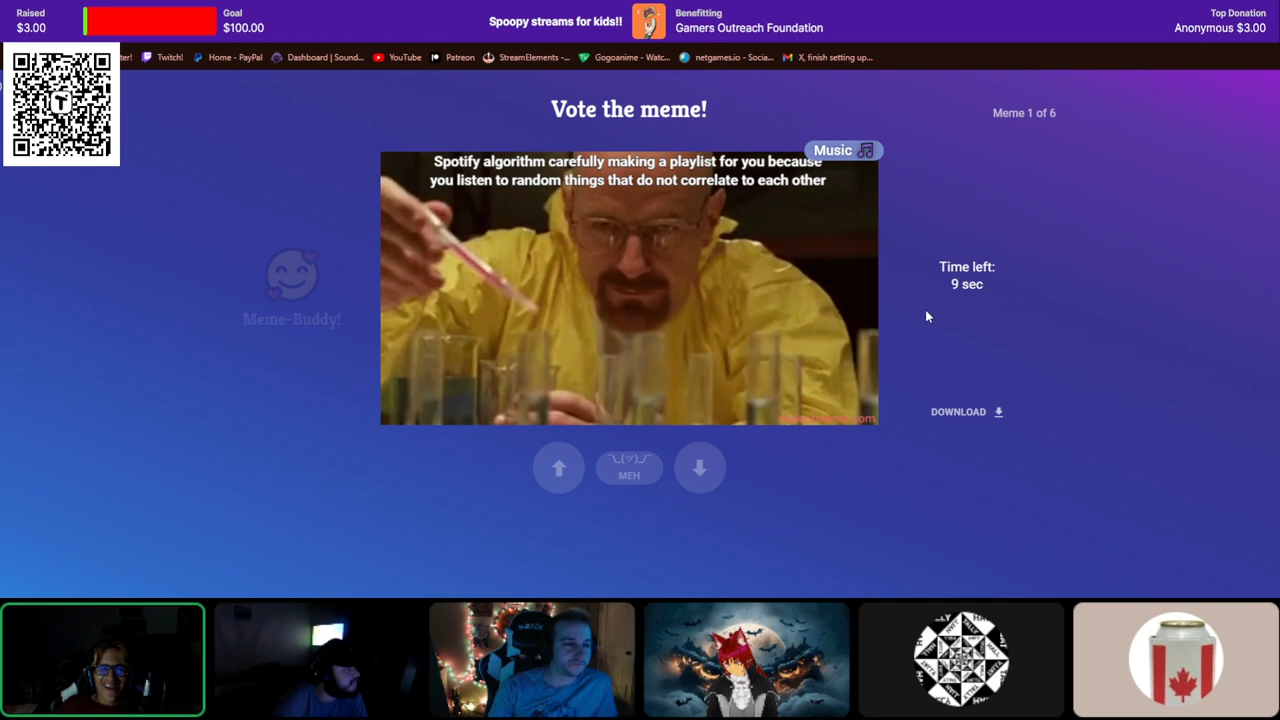 Raised
$3.00
Goal
$100.00
Spoopy streams for kids!!
Benefitting
Gamers Outreach Foundation
Top Donation
Anonymous $3.00
ter!
Twitch!
Home - PayPal
Dashboard | Sound...
YouTube
Patreon
StreamElements -...
Gogoanime - Watc...
netgames.io - Socia...
X, finish setting up...
Vote the meme!
Meme 1 of 6
Music
Spotify algorithm carefully making a playlist for you because
you listen to random things that do not correlate to each other
Meme-Buddy!
Time left:
9 sec
DOWNLOAD
¯\_(ツ)_/¯
MEH